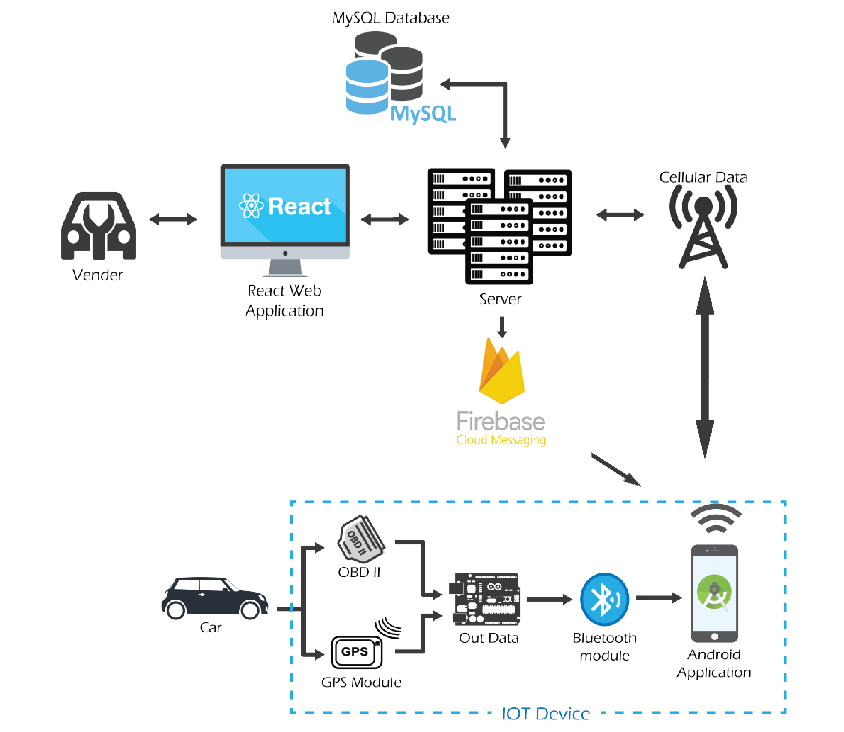 MySQL Database
MySQL
Cellular Data
React
Vender
React Web
Application
Server
Firebase
Cloud Messaging
OBD II
OBD II
Car
Out Data
Bluetooth
module
Android
Application
GPS
GPS Module
IOT Device